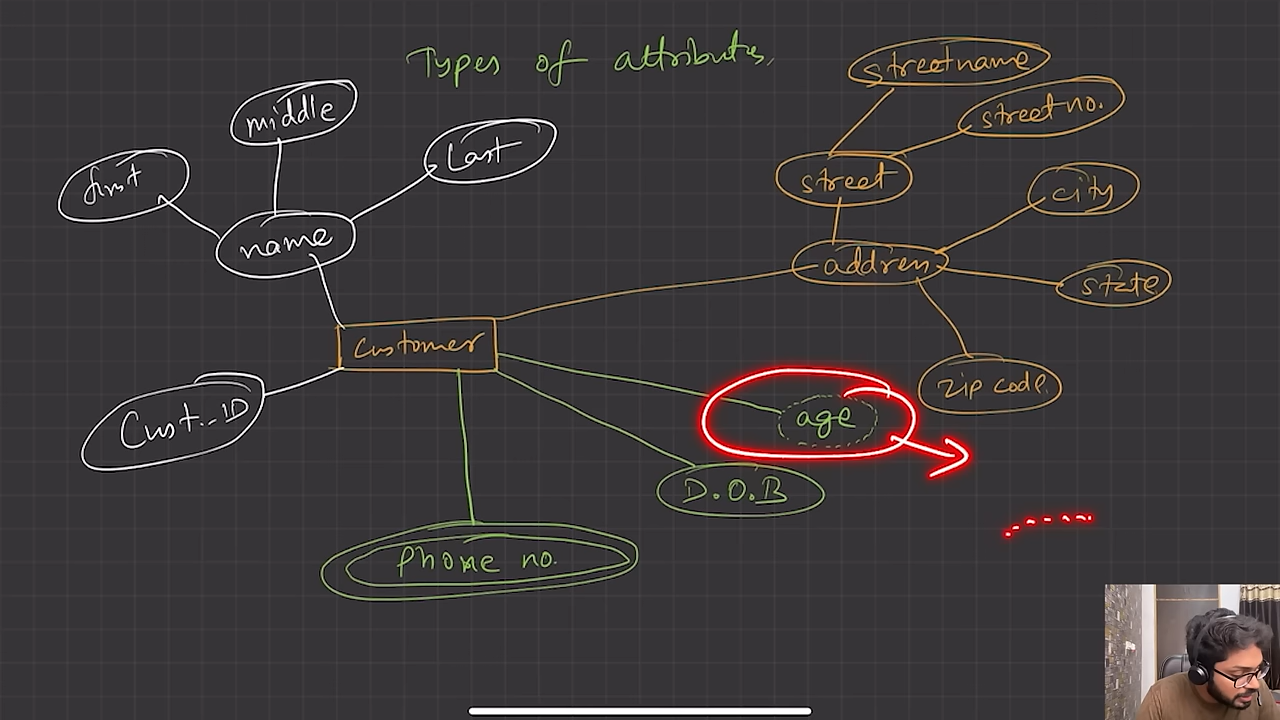 Types of attributes
streetname
middle
street no.
Last
first
street
city
name
address
state
Customer
zip code
Cust._ID
age
D.O.B
Phone no.